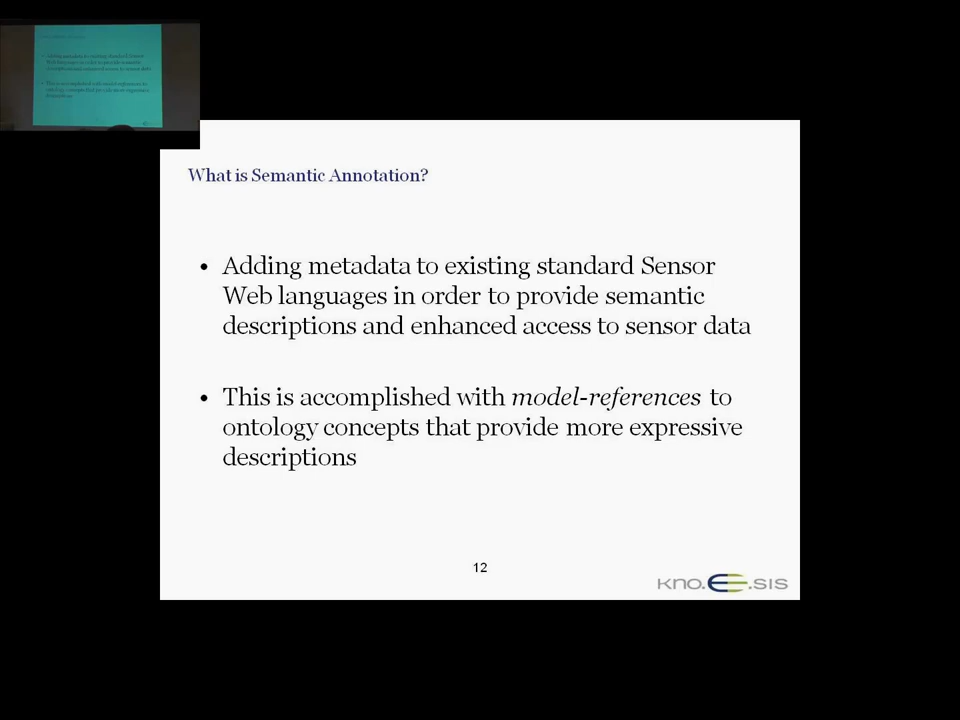 What is Semantic Annotation?
• Adding metadata to existing standard Sensor
Web languages in order to provide semantic
descriptions and enhanced access to sensor data
• This is accomplished with model-references to
ontology concepts that provide more expressive
descriptions
12
kno.e.sis